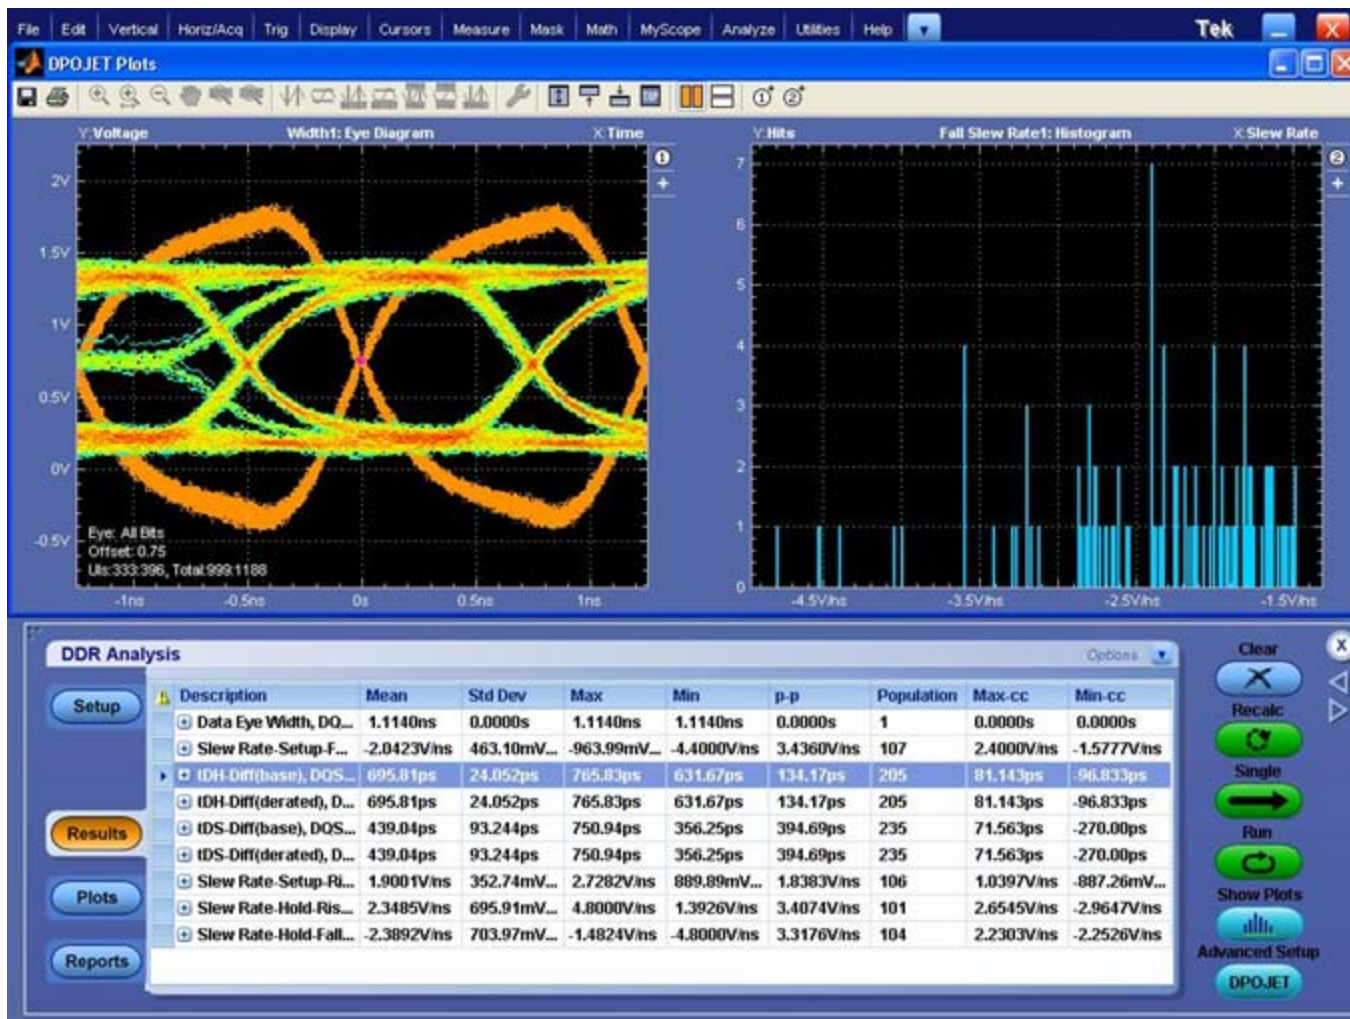 File Edit Vertical Horiz/Acq Trig Display Cursors Measure Mask Math MyScope Analyze Utilities Help Tek
DPOJET Plots
Y:Voltage Width1: Eye Diagram X:Time
Y:Hits Fall Slew Rate1: Histogram X:Slew Rate
2V
1.5V
1V
0.5V
0V
-0.5V
Eye: All Bits
Offset: 0.75
UIs:333:396, Total:999:1188
-1ns -0.5ns 0s 0.5ns 1ns
1
+
7
6
5
4
3
2
1
0
-4.5V/ns -3.5V/ns -2.5V/ns -1.5V/ns
2
+
DDR Analysis
Options
Setup
Results
Plots
Reports
Description Mean Std Dev Max Min p-p Population Max-cc Min-cc
Data Eye Width, DQ... 1.1140ns 0.0000s 1.1140ns 1.1140ns 0.0000s 1 0.0000s 0.0000s
Slew Rate-Setup-F... -2.0423V/ns 463.10mV... -963.99mV... -4.4000V/ns 3.4360V/ns 107 2.4000V/ns -1.5777V/ns
tDH-Diff(base), DQS... 695.81ps 24.052ps 765.83ps 631.67ps 134.17ps 205 81.143ps -96.833ps
tDH-Diff(derated), D... 695.81ps 24.052ps 765.83ps 631.67ps 134.17ps 205 81.143ps -96.833ps
tDS-Diff(base), DQS... 439.04ps 93.244ps 750.94ps 356.25ps 394.69ps 235 71.563ps -270.00ps
tDS-Diff(derated), D... 439.04ps 93.244ps 750.94ps 356.25ps 394.69ps 235 71.563ps -270.00ps
Slew Rate-Setup-Ri... 1.9001V/ns 352.74mV... 2.7282V/ns 889.89mV... 1.8383V/ns 106 1.0397V/ns -887.26mV...
Slew Rate-Hold-Ris... 2.3485V/ns 695.91mV... 4.8000V/ns 1.3926V/ns 3.4074V/ns 101 2.6545V/ns -2.9647V/ns
Slew Rate-Hold-Fall... -2.3892V/ns 703.97mV... -1.4824V/ns -4.8000V/ns 3.3176V/ns 104 2.2303V/ns -2.2526V/ns
Clear
Recalc
Single
Run
Show Plots
Advanced Setup
DPOJET